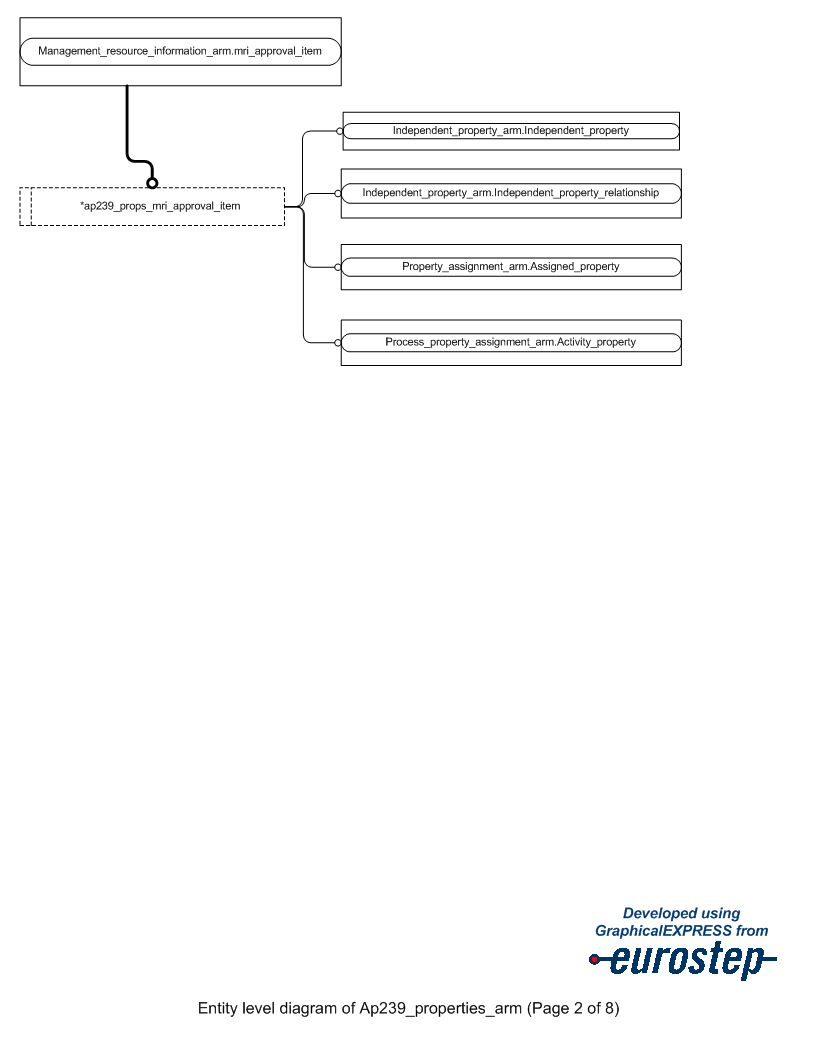 Management_resource_information_arm.mri_approval_item
Independent_property_arm.Independent_property
Independent_property_arm.Independent_property_relationship
*ap239_props_mri_approval_item
Property_assignment_arm.Assigned_property
Process_property_assignment_arm.Activity_property
Developed using
GraphicalEXPRESS from
eurostep
Entity level diagram of Ap239_properties_arm (Page 2 of 8)